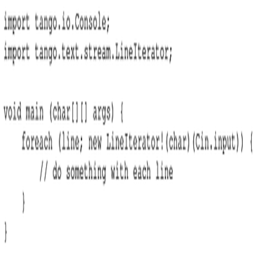 import tango.io.Console;
import tango.text.stream.LineIterator;
void main (char[][] args) {
foreach (line; new LineIterator!(char)(Cin.input)) {
// do something with each line
}
}